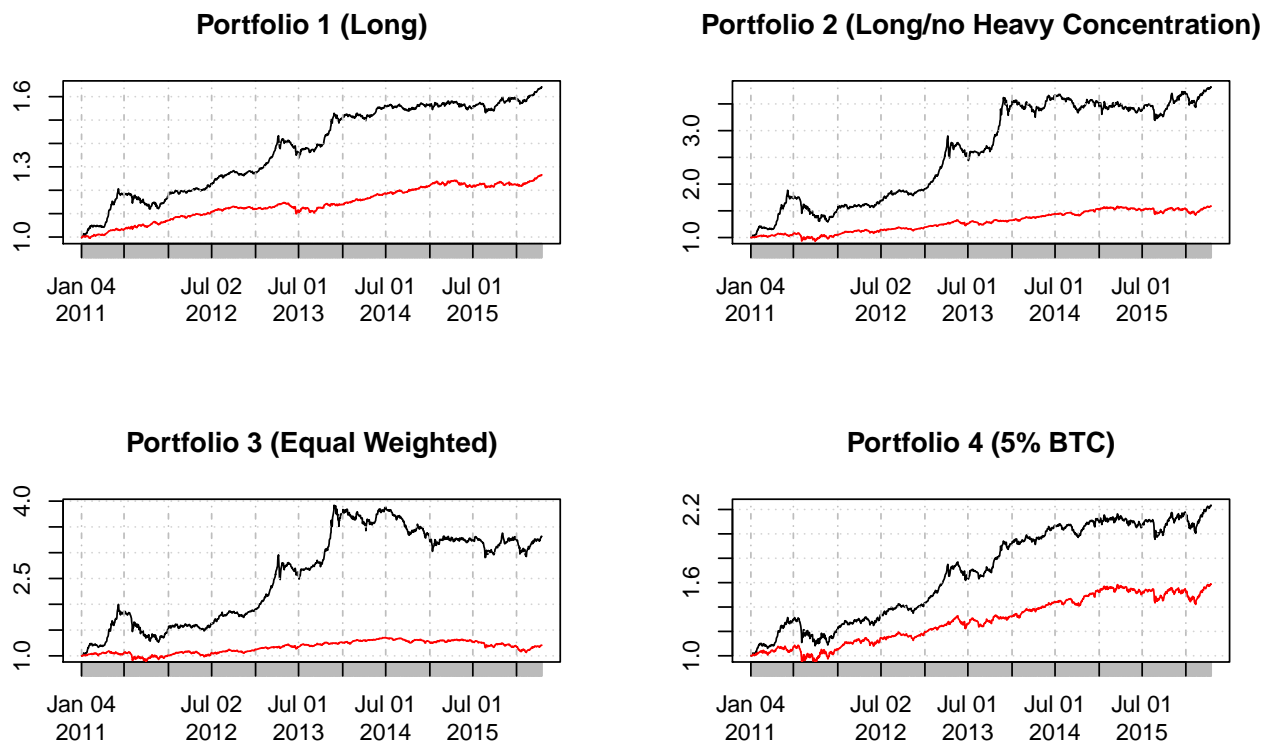 Portfolio 1 (Long)
1.0 1.3 1.6
Jan 04 2011
Jul 02 2012
Jul 01 2013
Jul 01 2014
Jul 01 2015
Portfolio 2 (Long/no Heavy Concentration)
1.0 2.0 3.0
Jan 04 2011
Jul 02 2012
Jul 01 2013
Jul 01 2014
Jul 01 2015
Portfolio 3 (Equal Weighted)
1.0 2.5 4.0
Jan 04 2011
Jul 02 2012
Jul 01 2013
Jul 01 2014
Jul 01 2015
Portfolio 4 (5% BTC)
1.0 1.6 2.2
Jan 04 2011
Jul 02 2012
Jul 01 2013
Jul 01 2014
Jul 01 2015